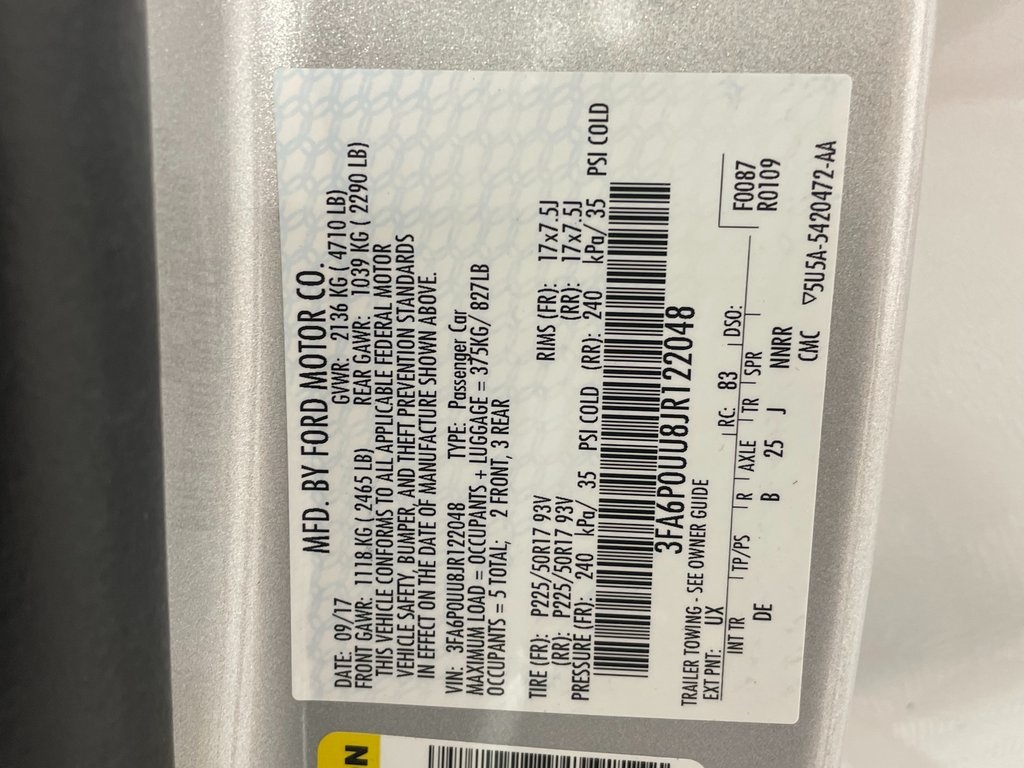 MFD. BY FORD MOTOR CO.
DATE: 09/17 GVWR: 2136 KG ( 4710 LB)
FRONT GAWR: 1118 KG ( 2465 LB) REAR GAWR: 1039 KG ( 2290 LB)
THIS VEHICLE CONFORMS TO ALL APPLICABLE FEDERAL MOTOR
VEHICLE SAFETY, BUMPER, AND THEFT PREVENTION STANDARDS
IN EFFECT ON THE DATE OF MANUFACTURE SHOWN ABOVE.
VIN: 3FA6P0UU8JR122048 TYPE: Passenger Car
MAXIMUM LOAD = OCCUPANTS + LUGGAGE = 375KG/ 827LB
OCCUPANTS = 5 TOTAL; 2 FRONT, 3 REAR
TIRE (FR): P225/50R17 93V RIMS (FR): 17x7.5J
(RR): P225/50R17 93V (RR): 17x7.5J
PRESSURE (FR): 240 kPa/ 35 PSI COLD (RR): 240 kPa/ 35 PSI COLD
3FA6P0UU8JR122048
TRAILER TOWING - SEE OWNER GUIDE
EXT PNT: UX RC: 83 DSO: F0087
R0109
INT TR TP/PS R AXLE TR SPR
DE B 25 J NNRR
CMC ▽5U5A-5420472-AA
N